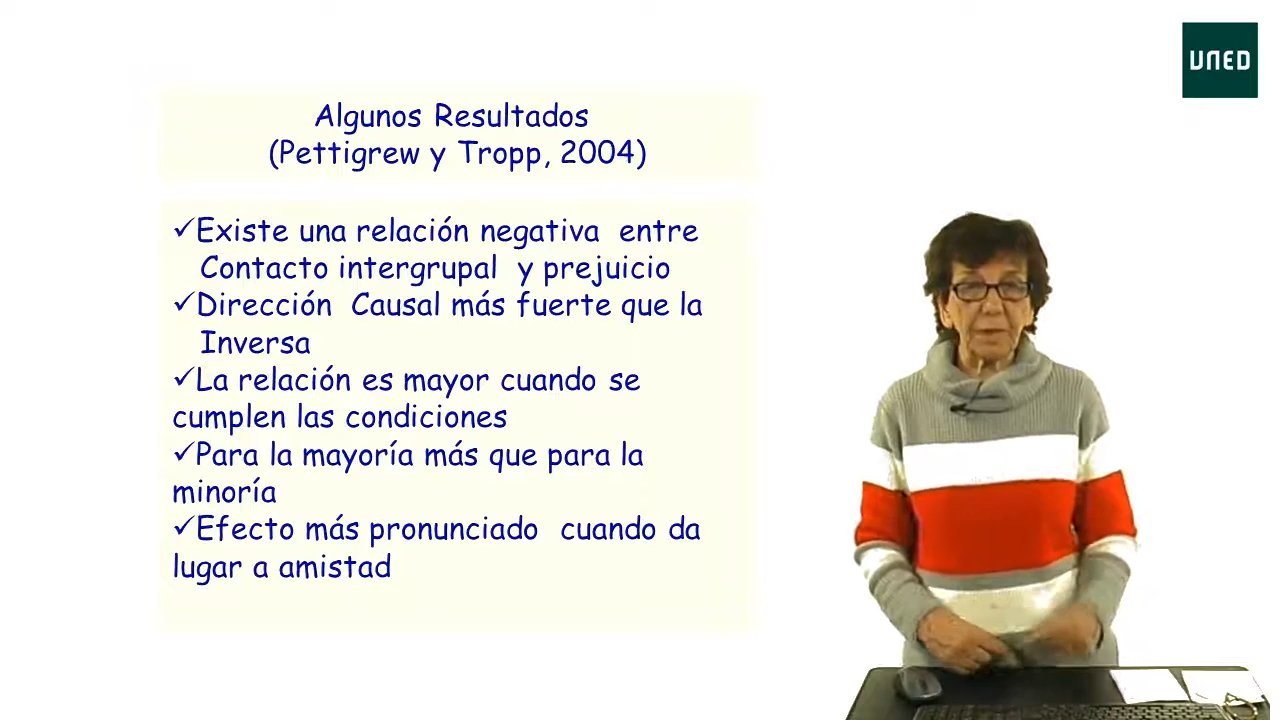 UNED
Algunos Resultados
(Pettigrew y Tropp, 2004)
✓Existe una relación negativa entre
Contacto intergrupal y prejuicio
✓Dirección Causal más fuerte que la
Inversa
✓La relación es mayor cuando se
cumplen las condiciones
✓Para la mayoría más que para la
minoría
✓Efecto más pronunciado cuando da
lugar a amistad